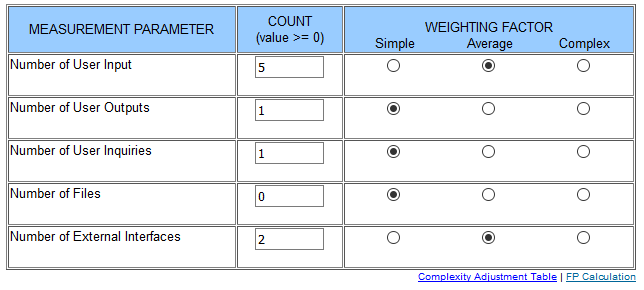 MEASUREMENT PARAMETER
COUNT
(value >= 0)
WEIGHTING FACTOR
Simple Average Complex
Number of User Input 5
Number of User Outputs 1
Number of User Inquiries 1
Number of Files 0
Number of External Interfaces 2
Complexity Adjustment Table | FP Calculation